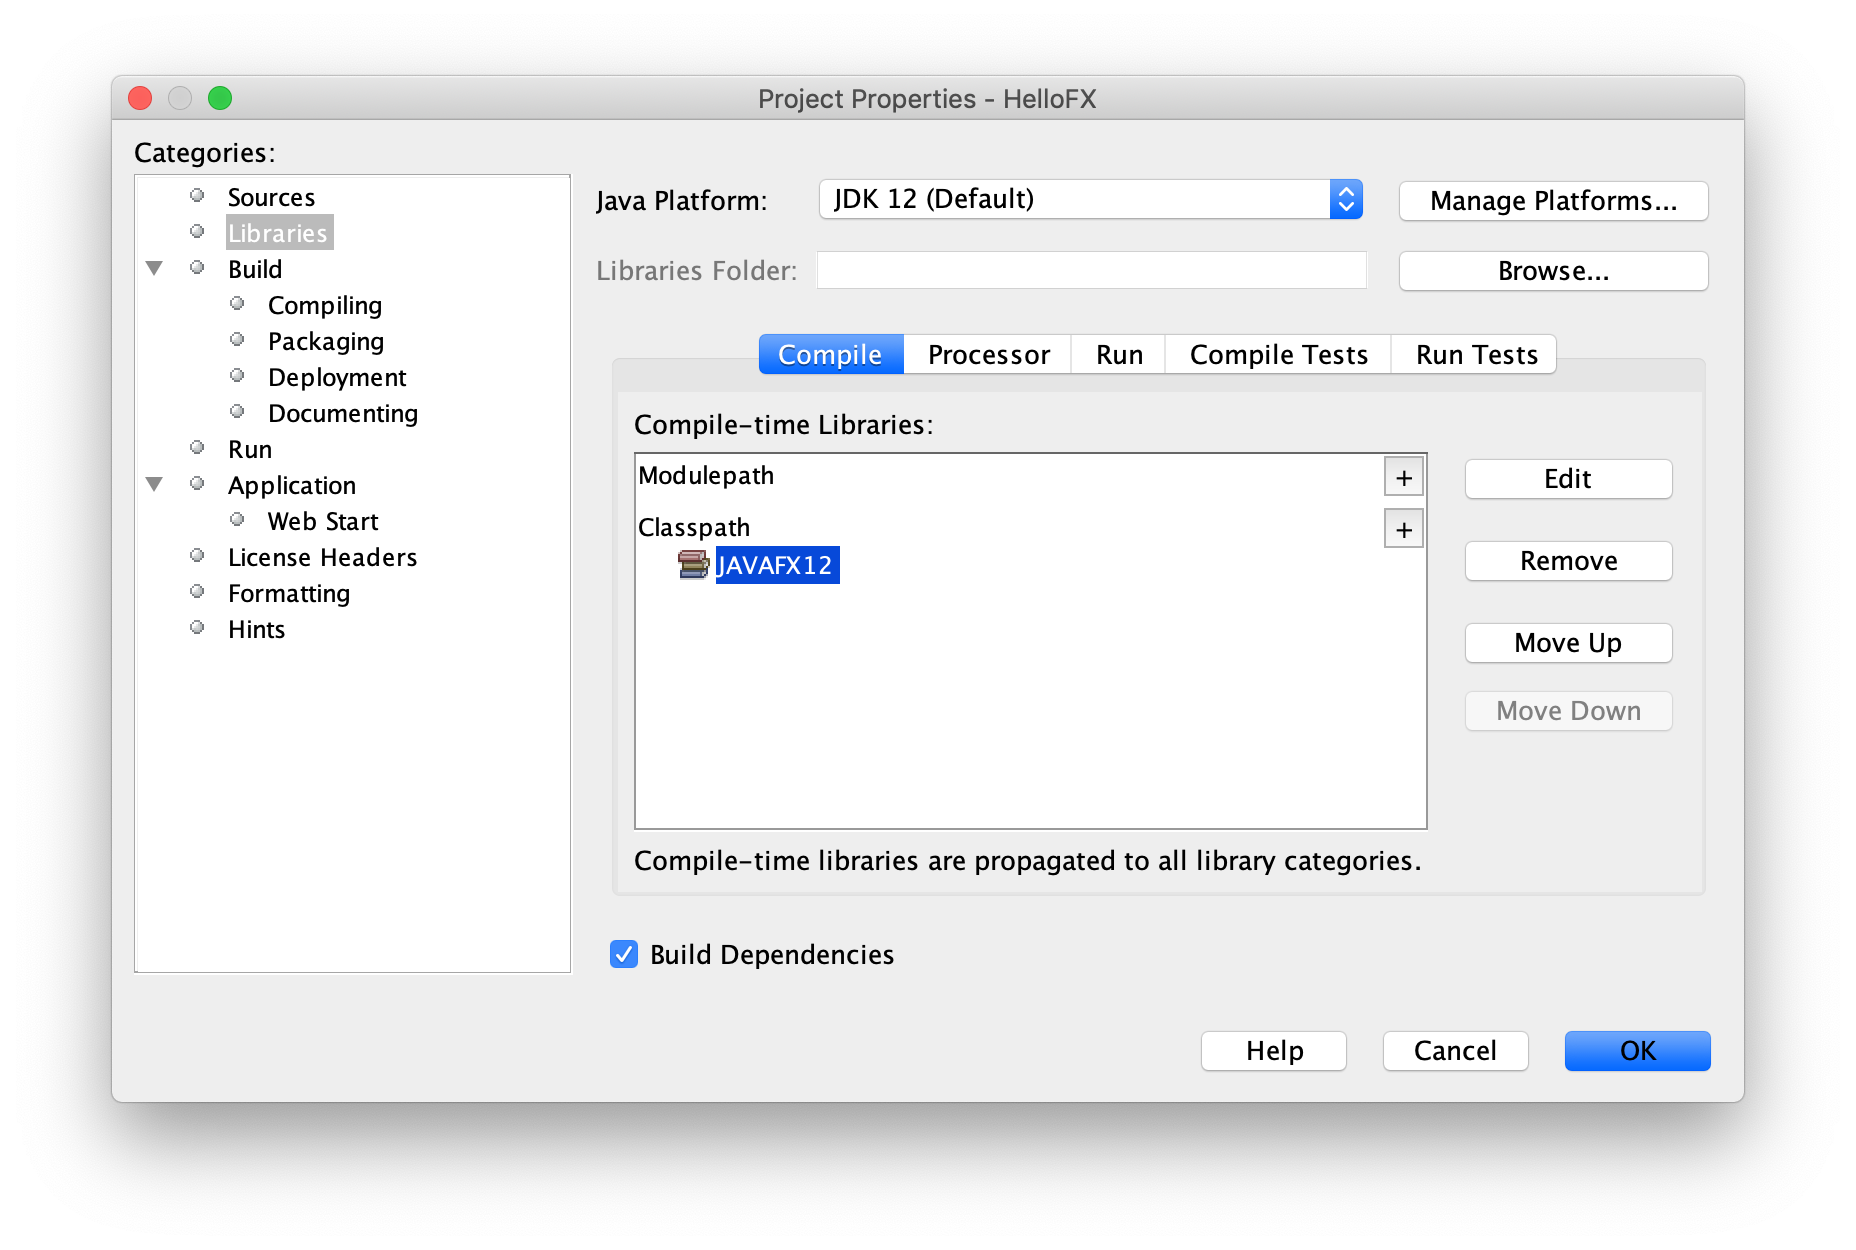 Project Properties - HelloFX
Categories:
Sources
Libraries
Build
Compiling
Packaging
Deployment
Documenting
Run
Application
Web Start
License Headers
Formatting
Hints
Java Platform: JDK 12 (Default) Manage Platforms...
Libraries Folder: Browse...
Compile Processor Run Compile Tests Run Tests
Compile-time Libraries:
Modulepath +
Classpath +
JAVAFX12
Edit
Remove
Move Up
Move Down
Compile-time libraries are propagated to all library categories.
Build Dependencies
Help Cancel OK